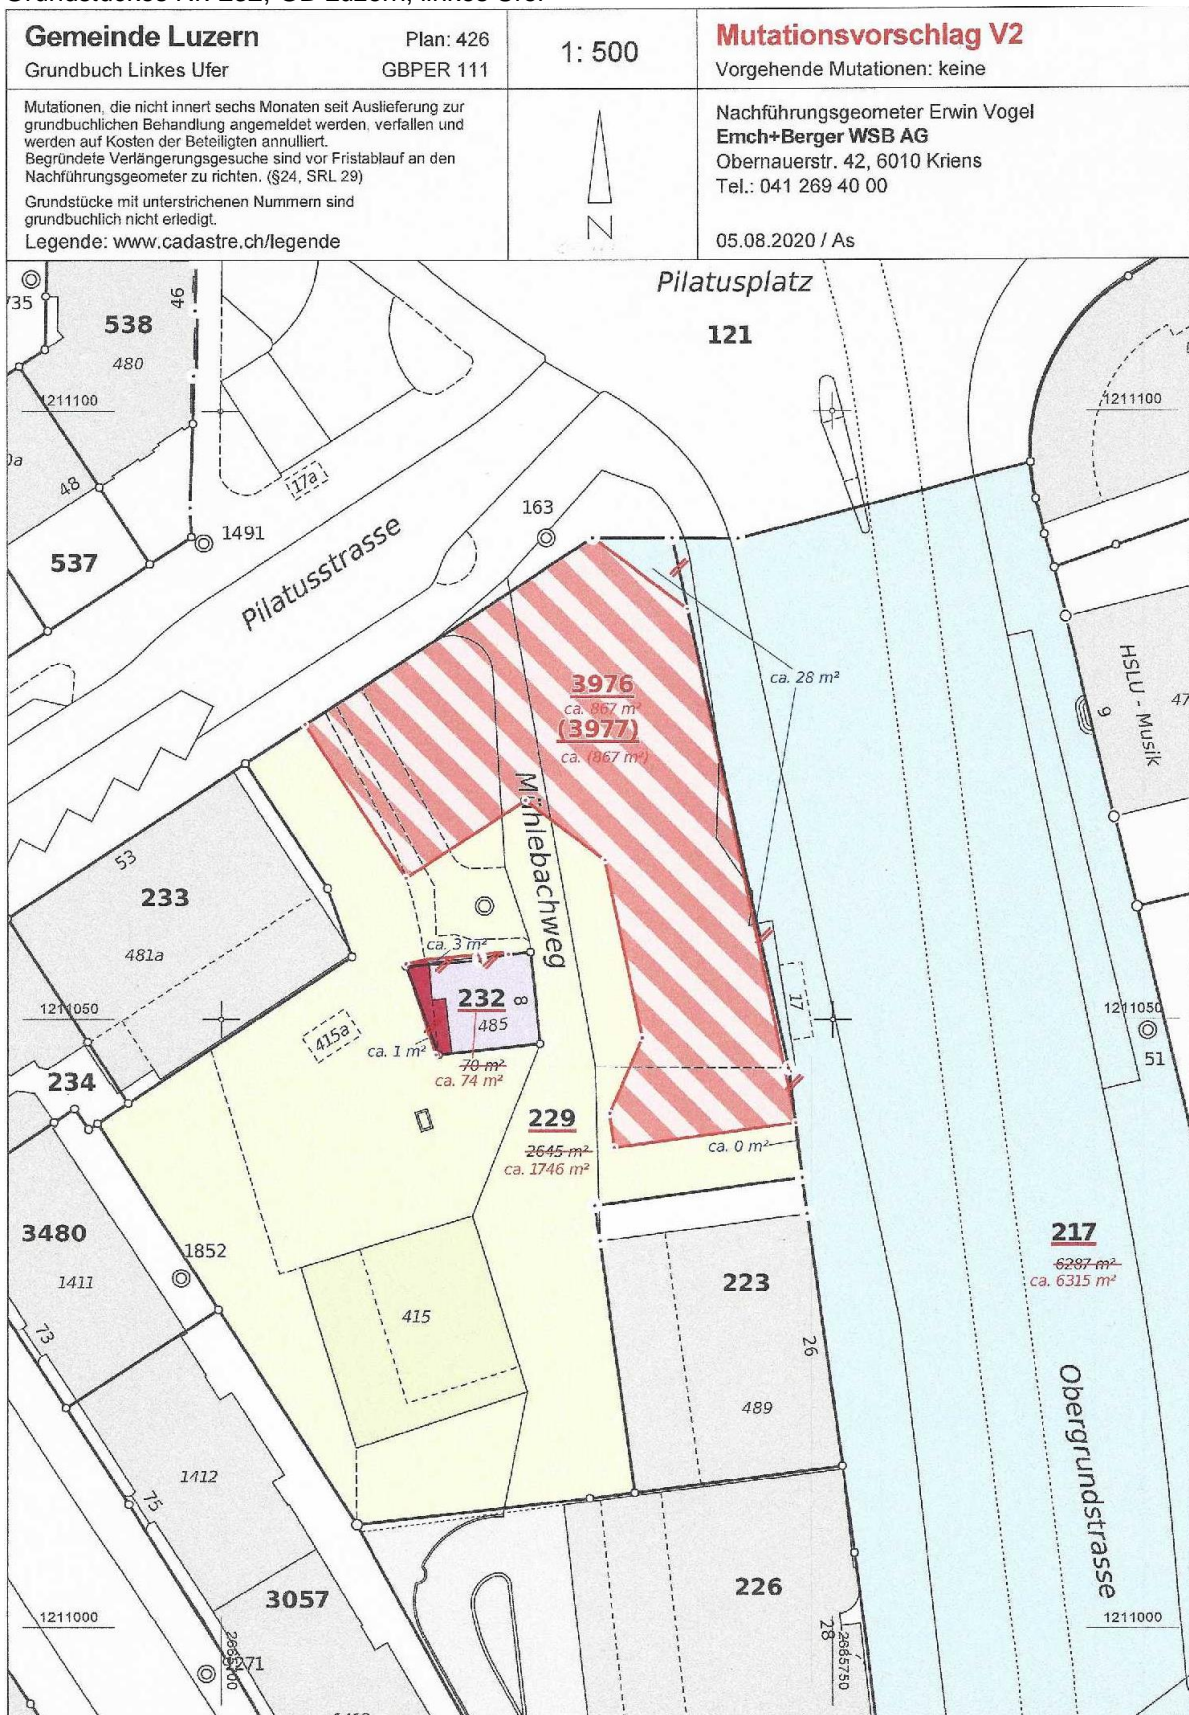 Gemeinde Luzern
Plan: 426
Grundbuch Linkes Ufer
GBPER 111
1: 500
Mutationsvorschlag V2
Vorgehende Mutationen: keine
Mutationen, die nicht innert sechs Monaten seit Auslieferung zur
grundbuchlichen Behandlung angemeldet werden, verfallen und
werden auf Kosten der Beteiligten annulliert.
Begründete Verlängerungsgesuche sind vor Fristablauf an den
Nachführungsgeometer zu richten. (§24, SRL 29)
Grundstücke mit unterstrichenen Nummern sind
grundbuchlich nicht erledigt.
Legende: www.cadastre.ch/legende
N
Nachführungsgeometer Erwin Vogel
Emch+Berger WSB AG
Obernauerstr. 42, 6010 Kriens
Tel.: 041 269 40 00
05.08.2020 / As
Pilatusplatz
121
735
538
46
480
1211100
1211100
0a
48
17a
1491
163
537
Pilatusstrasse
ca. 28 m²
HSLU - Musik
9
47
3976
ca. 867 m²
(3977)
ca. (867 m²)
Mühlebachweg
53
233
481a
ca. 3 m²
232
8
485
17
1211050
1211050
415a
ca. 1 m²
70 m²
ca. 74 m²
51
234
229
2645 m²
ca. 1746 m²
ca. 0 m²
3480
1411
1852
217
6287 m²
ca. 6315 m²
223
415
73
26
489
Obergrundstrasse
1412
75
3057
226
1211000
1211000
28
2665750
271